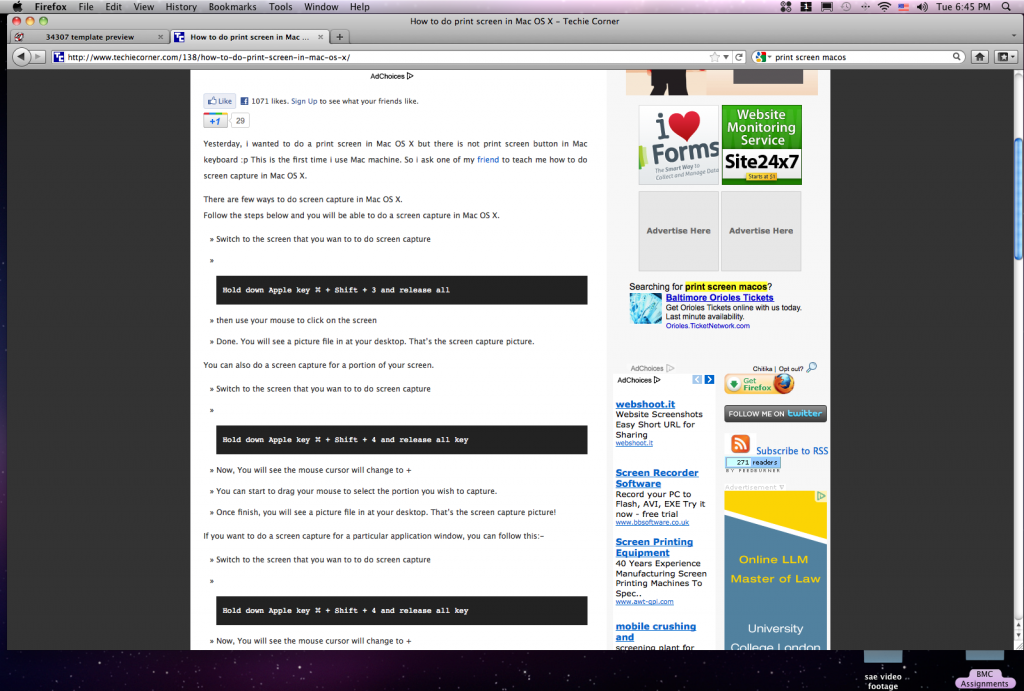 Firefox File Edit View History Bookmarks Tools Window Help
Tue 6:45 PM
How to do print screen in Mac OS X – Techie Corner
34307 template preview
How to do print screen in Mac ...
http://www.techiecorner.com/138/how-to-do-print-screen-in-mac-os-x/
print screen macos
AdChoices
Like 1071 likes. Sign Up to see what your friends like.
+1 29
Yesterday, i wanted to do a print screen in Mac OS X but there is not print screen button in Mac
keyboard :p This is the first time i use Mac machine. So i ask one of my friend to teach me how to do
screen capture in Mac OS X.
There are few ways to do screen capture in Mac OS X.
Follow the steps below and you will be able to do a screen capture in Mac OS X.
» Switch to the screen that you wan to to do screen capture
»
Hold down Apple key ⌘ + Shift + 3 and release all
» then use your mouse to click on the screen
» Done. You will see a picture file in at your desktop. That's the screen capture picture.
You can also do a screen capture for a portion of your screen.
» Switch to the screen that you wan to to do screen capture
»
Hold down Apple key ⌘ + Shift + 4 and release all key
» Now, You will see the mouse cursor will change to +
» You can start to drag your mouse to select the portion you wish to capture.
» Once finish, you will see a picture file in at your desktop. That's the screen capture picture!
If you want to do a screen capture for a particular application window, you can follow this:–
» Switch to the screen that you wan to to do screen capture
»
Hold down Apple key ⌘ + Shift + 4 and release all key
» Now, You will see the mouse cursor will change to +
i
Forms
The Smart Way to
Collect and Manage Data
Website
Monitoring
Service
Site24x7
Starts at $1
Advertise Here
Advertise Here
Searching for print screen macos?
Baltimore Orioles Tickets
Get Orioles Tickets online with us today.
Last minute availability.
Orioles.TicketNetwork.com
Chitika | Opt out?
AdChoices
AdChoices
webshoot.it
Website Screenshots
Easy Short URL for
Sharing
webshoot.it
Screen Recorder
Software
Record your PC to
Flash, AVI, EXE Try it
now - free trial
www.bbsoftware.co.uk
Screen Printing
Equipment
40 Years Experience
Manufacturing Screen
Printing Machines To
Spec..
www.awt-gpi.com
mobile crushing
and
screening plant for
Get
Firefox
FOLLOW ME ON twitter
Subscribe to RSS
271 readers
BY FEEDBURNER
Advertisement
Online LLM
Master of Law
University
College London
sae video
footage
BMC
Assignments